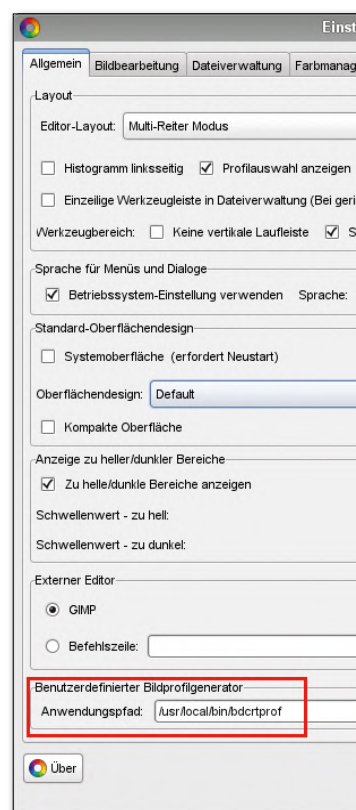 Einst
Allgemein Bildbearbeitung Dateiverwaltung Farbmanag
Layout
Editor-Layout: Multi-Reiter Modus
Histogramm linksseitig Profilauswahl anzeigen
Einzeilige Werkzeugleiste in Dateiverwaltung (Bei geri
Werkzeugbereich: Keine vertikale Laufleiste S
Sprache für Menüs und Dialoge
Betriebssystem-Einstellung verwenden Sprache:
Standard-Oberflächendesign
Systemoberfläche (erfordert Neustart)
Oberflächendesign: Default
Kompakte Oberfläche
Anzeige zu heller/dunkler Bereiche
Zu helle/dunkle Bereiche anzeigen
Schwellenwert - zu hell:
Schwellenwert - zu dunkel:
Externer Editor
GIMP
Befehlszeile:
Benutzerdefinierter Bildprofilgenerator
Anwendungspfad: /usr/local/bin/bdcrtprof
Über